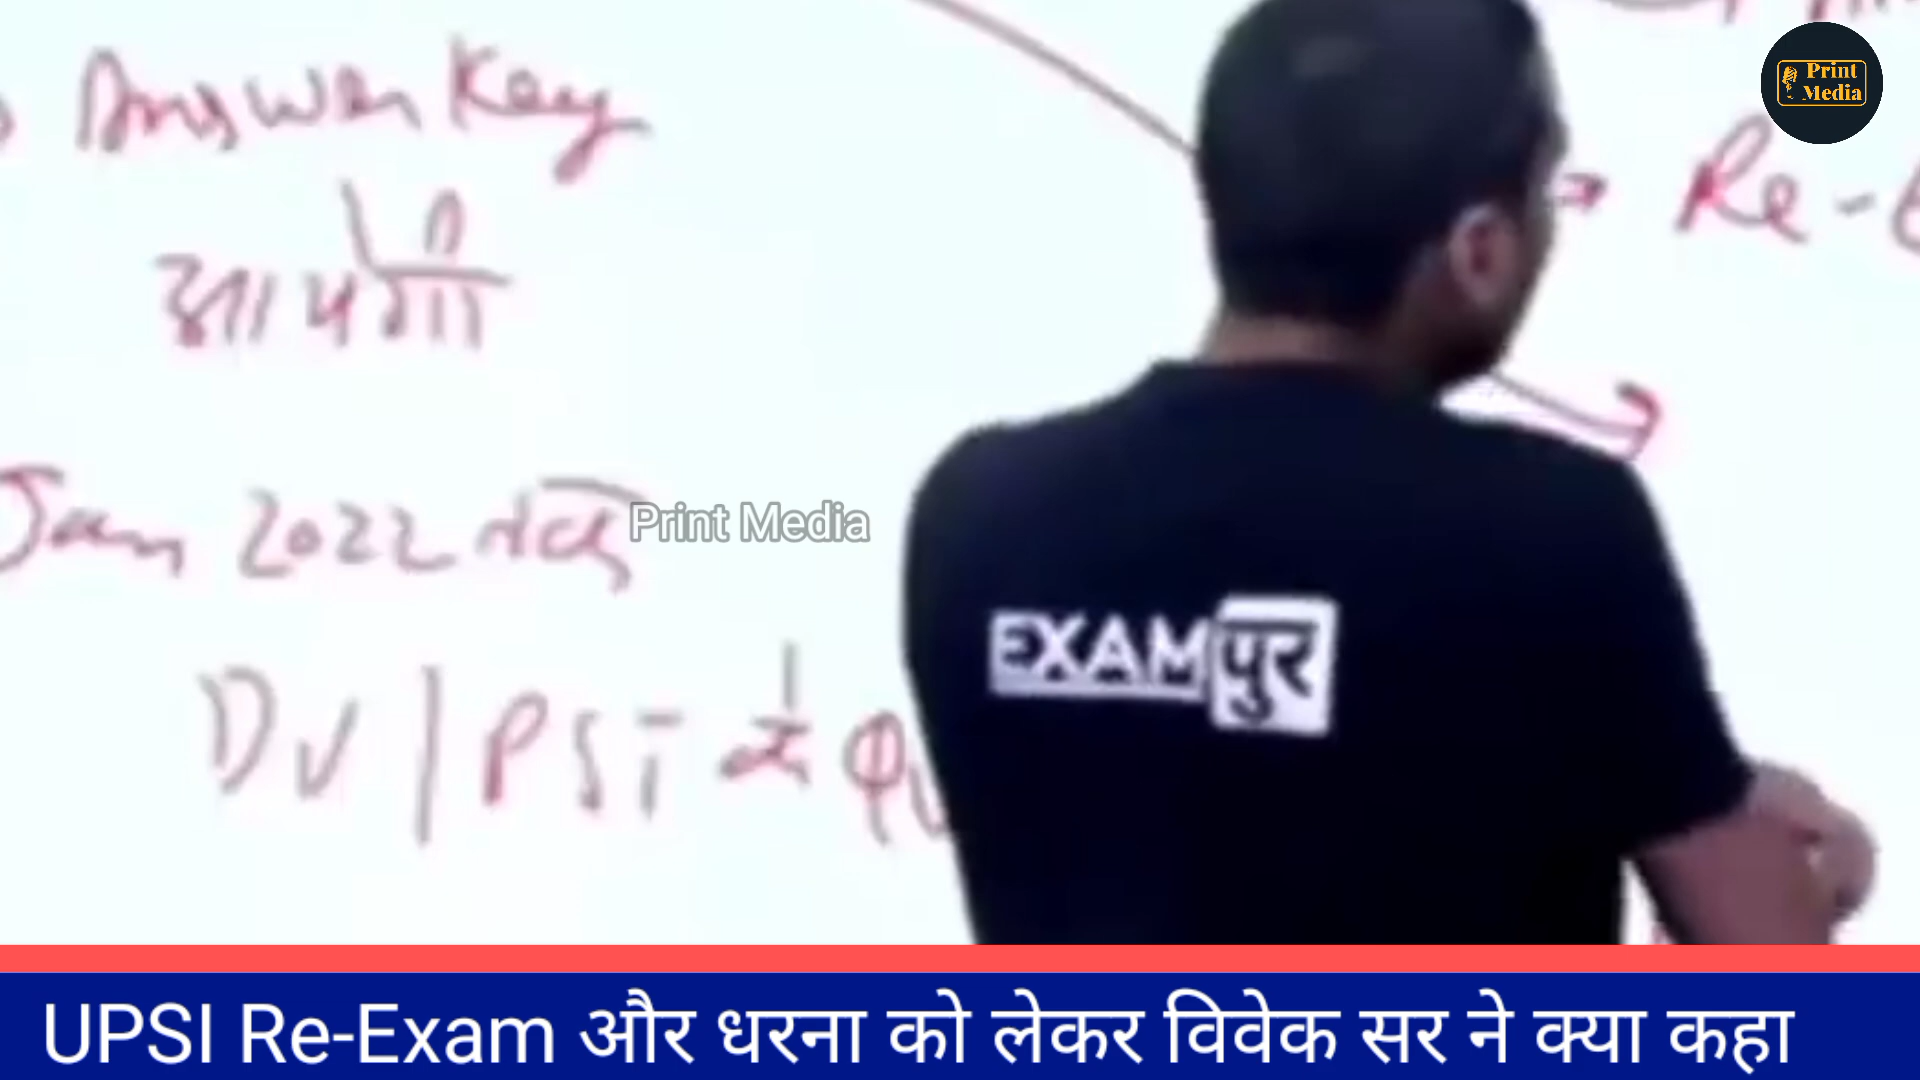 Print
Media
Answer Key
Re-
आयेगी
Jan 2022 तक
Print Media
EXAMपुर
DV | PST के
UPSI Re-Exam और धरना को लेकर विवेक सर ने क्या कहा